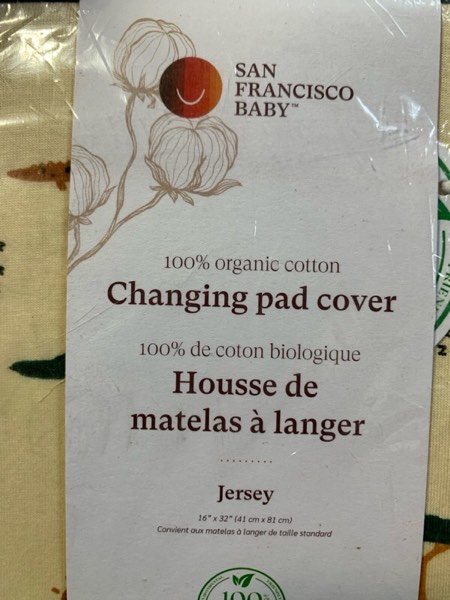 SAN
FRANCISCO
BABY™
100% organic cotton
Changing pad cover
100% de coton biologique
Housse de
matelas à langer
Jersey
16" x 32" (41 cm x 81 cm)
Convient aux matelas à langer de taille standard
100%